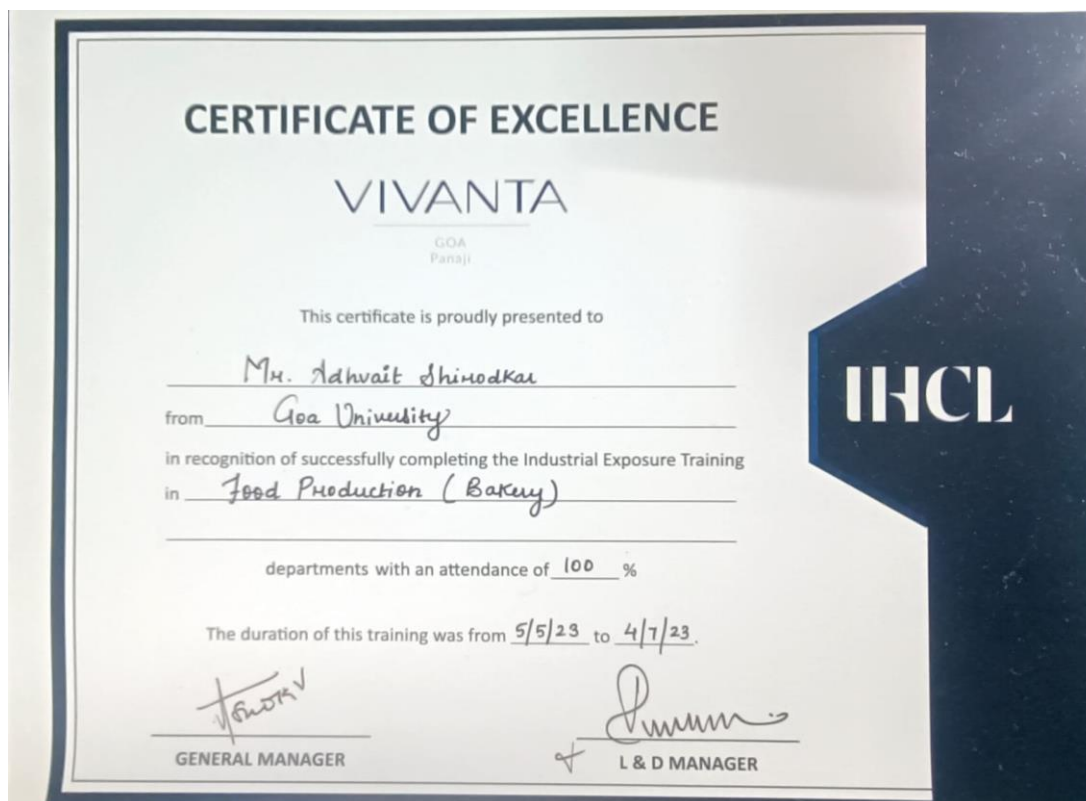 CERTIFICATE OF EXCELLENCE
VIVANTA
GOA
Panaji
This certificate is proudly presented to
Mr. Adhvait Shirodkar
from Goa University
in recognition of successfully completing the Industrial Exposure Training
in Food Production (Bakery)
departments with an attendance of 100 %
The duration of this training was from 5/5/23 to 4/7/23.
GENERAL MANAGER
L & D MANAGER
IHCL